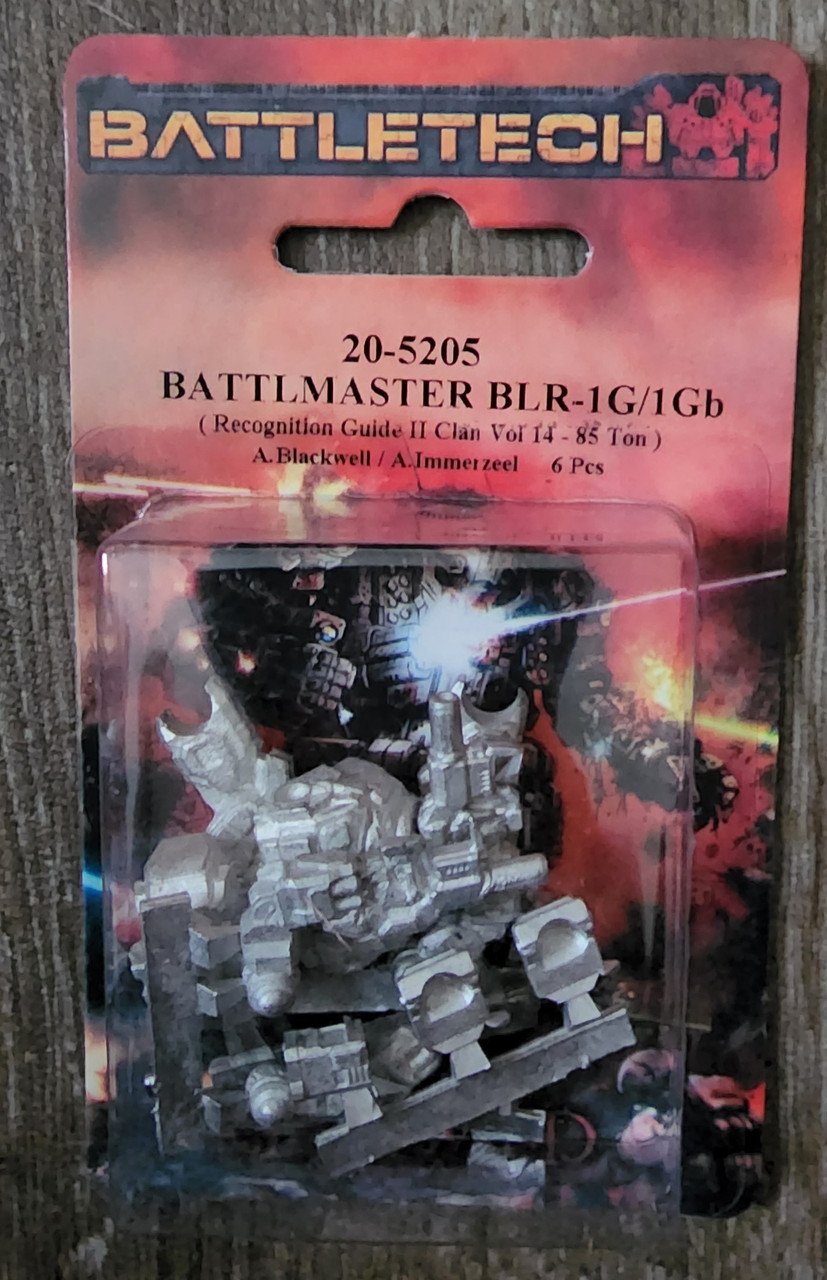 BATTLETECH
20-5205
BATTLMASTER BLR-1G/1Gb
( Recognition Guide II Clan Vol 14 - 85 Ton )
A.Blackwell / A.Immerzeel 6 Pcs